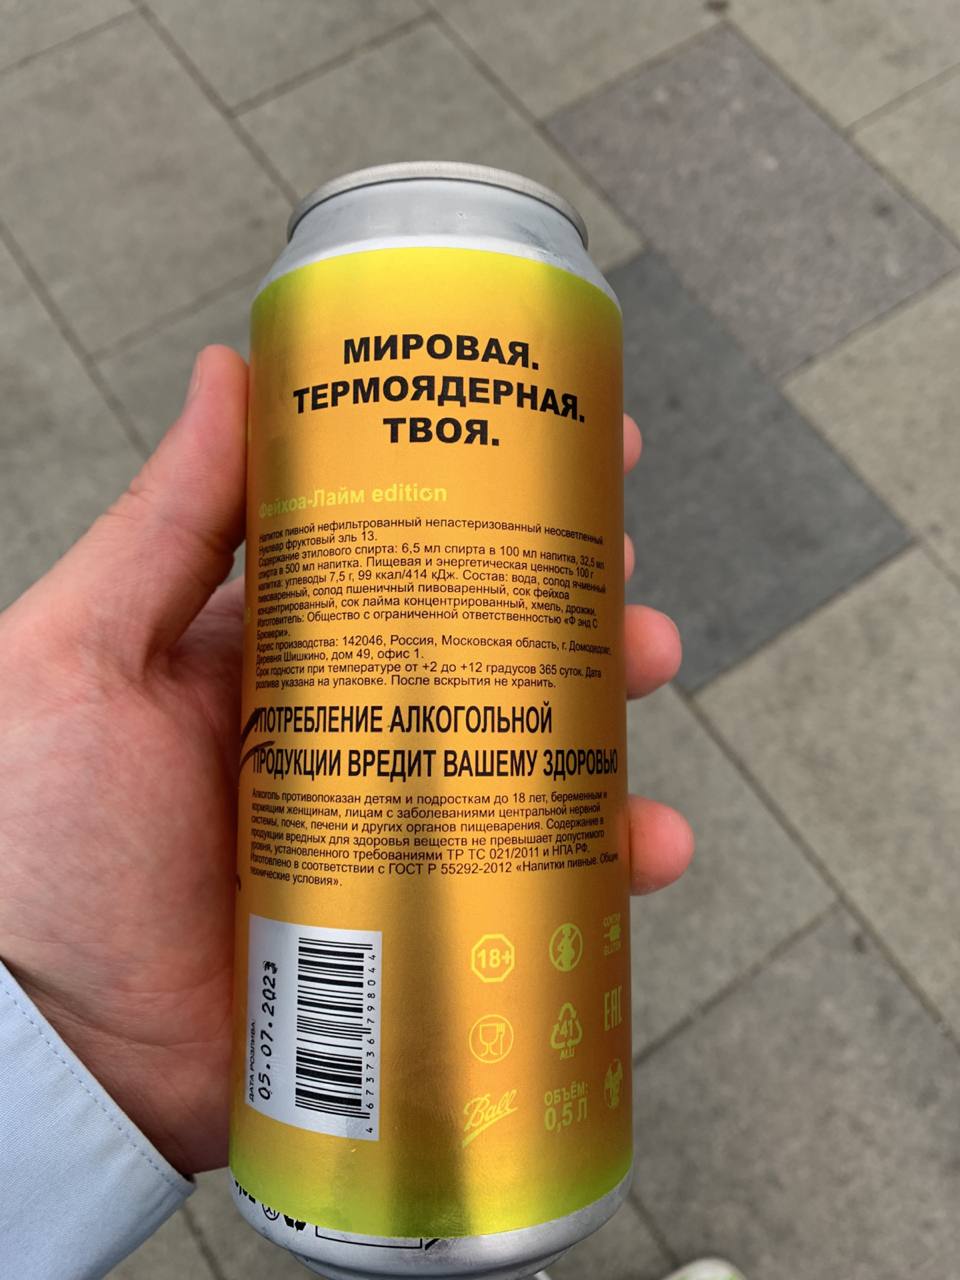 МИРОВАЯ.
ТЕРМОЯДЕРНАЯ.
ТВОЯ.
Фейхоа-Лайм edition
Напиток пивной нефильтрованный непастеризованный неосветленный
Нуклеар фруктовый эль 13.
Содержание этилового спирта: 6,5 мл спирта в 100 мл напитка, 32,5 мл
спирта в 500 мл напитка. Пищевая и энергетическая ценность 100 г
напитка: углеводы 7,5 г, 99 ккал/414 кДж. Состав: вода, солод ячменный
пивоваренный, солод пшеничный пивоваренный, сок фейхоа
концентрированный, сок лайма концентрированный, хмель, дрожжи.
Изготовитель: Общество с ограниченной ответственностью «Ф энд С
Брювери».
Адрес производства: 142046, Россия, Московская область, г. Домодедово,
Деревня Шишкино, дом 49, офис 1.
Срок годности при температуре от +2 до +12 градусов 365 суток. Дата
розлива указана на упаковке. После вскрытия не хранить.
УПОТРЕБЛЕНИЕ АЛКОГОЛЬНОЙ
ПРОДУКЦИИ ВРЕДИТ ВАШЕМУ ЗДОРОВЬЮ
Алкоголь противопоказан детям и подросткам до 18 лет, беременным и
кормящим женщинам, лицам с заболеваниями центральной нервной
системы, почек, печени и других органов пищеварения. Содержание в
продукции вредных для здоровья веществ не превышает допустимого
уровня, установленного требованиями ТР ТС 021/2011 и НПА РФ.
Изготовлено в соответствии с ГОСТ Р 55292-2012 «Напитки пивные. Общие
технические условия».
ДАТА РОЗЛИВА:
05.07.2023
4 673736 798044
18+
GLUTEN
41
ALU
EAC
Ball
ОБЪЁМ:
0,5 Л